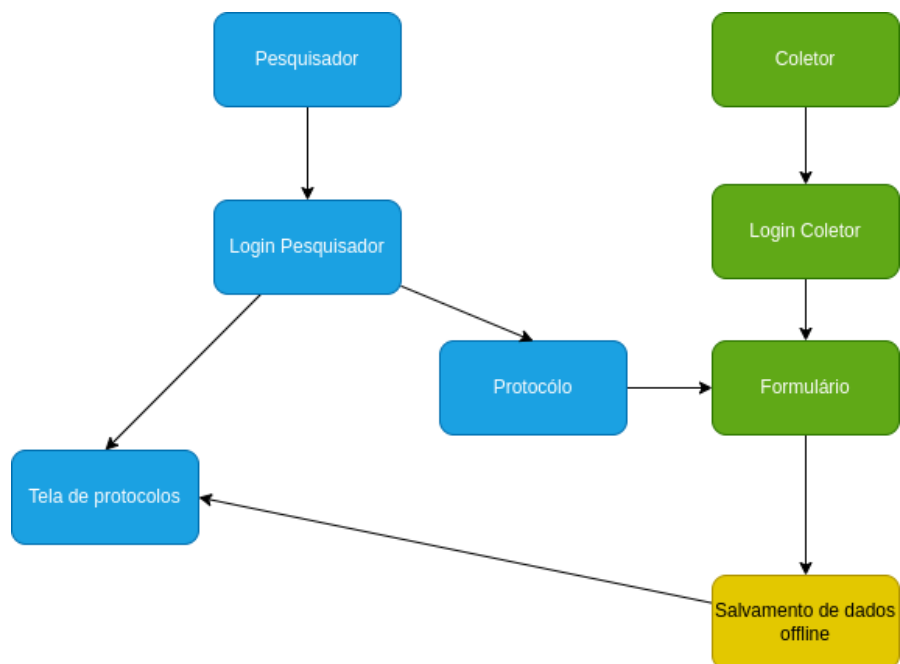 Pesquisador
Coletor
Login Pesquisador
Login Coletor
Protocólo
Formulário
Tela de protocolos
Salvamento de dados
offline